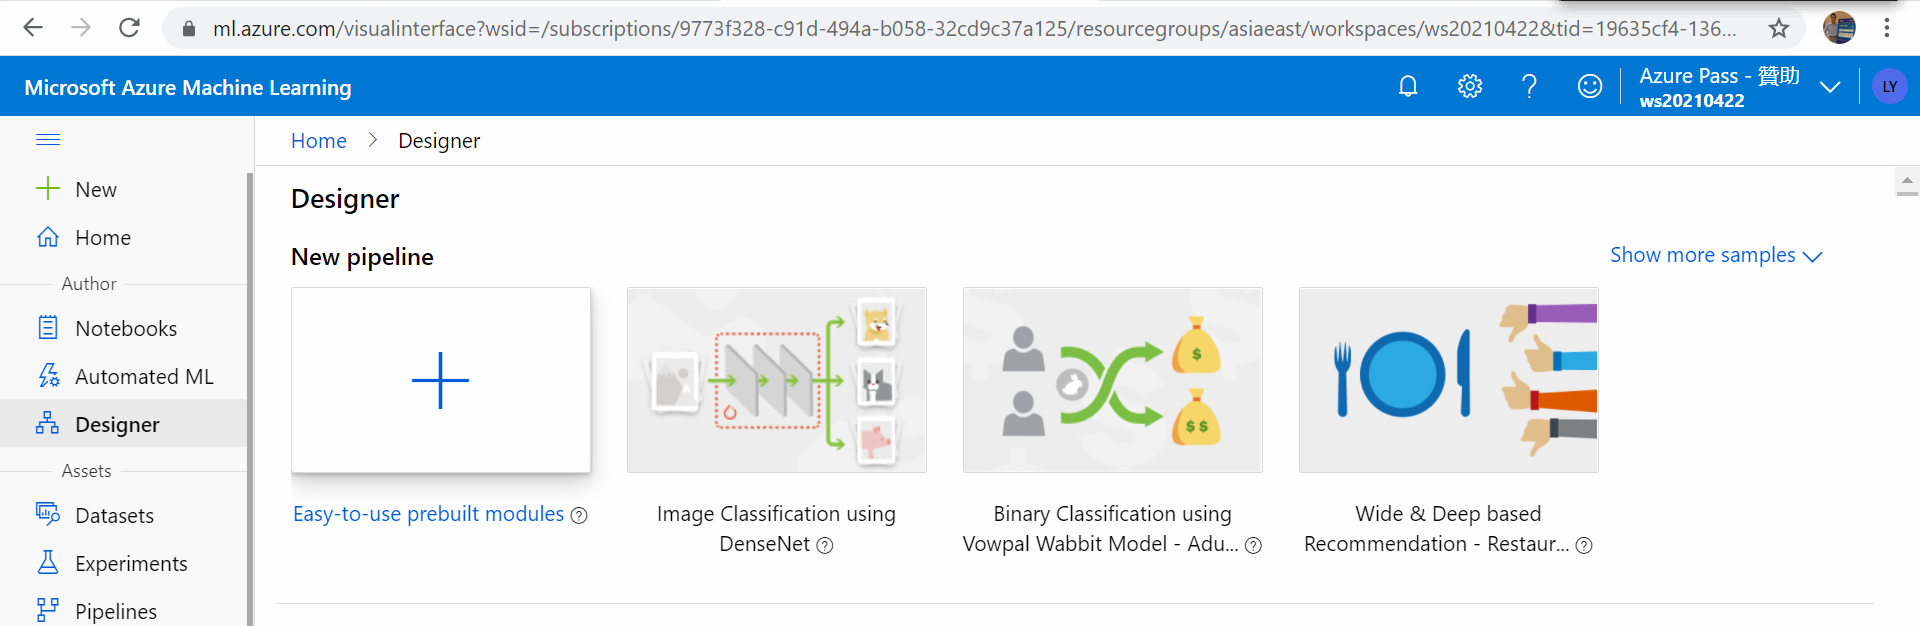 ml.azure.com/visualinterface?wsid=/subscriptions/9773f328-c91d-494a-b058-32cd9c37a125/resourcegroups/asiaeast/workspaces/ws20210422&tid=19635cf4-136...
Microsoft Azure Machine Learning
Azure Pass - 贊助
ws20210422
LY
Home > Designer
New
Home
Author
Notebooks
Automated ML
Designer
Assets
Datasets
Experiments
Pipelines
Designer
New pipeline
Show more samples
$
$$
Easy-to-use prebuilt modules
Image Classification using
DenseNet
Binary Classification using
Vowpal Wabbit Model - Adu...
Wide & Deep based
Recommendation - Restaur...